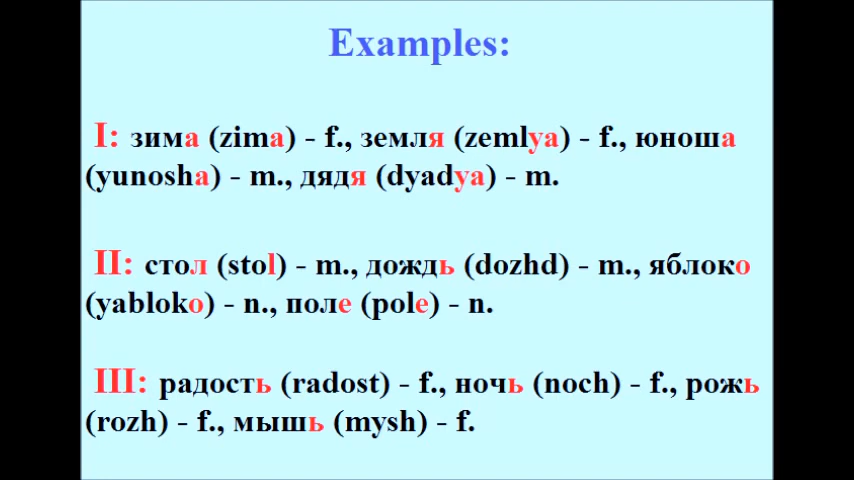 Examples:
I: зима (zima) - f., земля (zemlya) - f., юноша
(yunosha) - m., дядя (dyadya) - m.
II: стол (stol) - m., дождь (dozhd) - m., яблоко
(yabloko) - n., поле (pole) - n.
III: радость (radost) - f., ночь (noch) - f., рожь
(rozh) - f., мышь (mysh) - f.